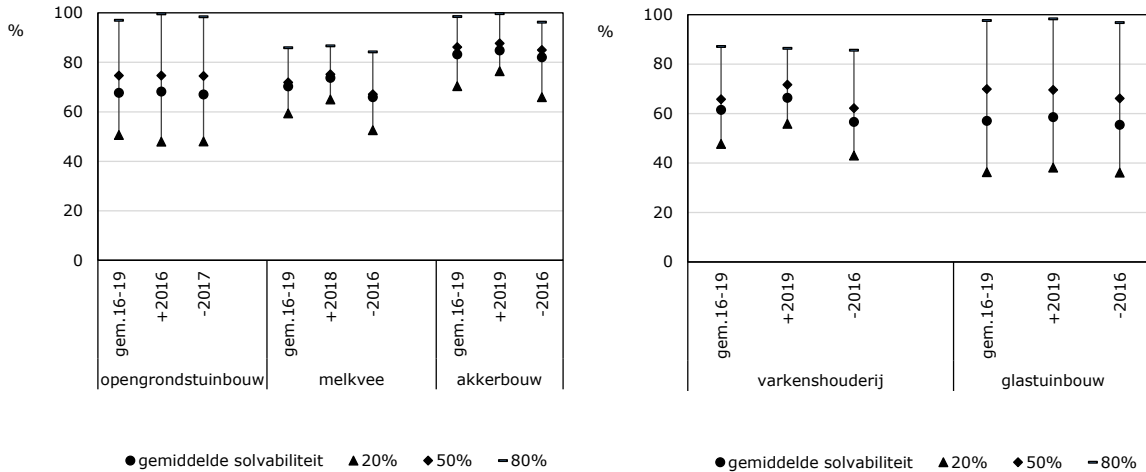 %
100
80
60
40
20
0
gem.16-19
+2016
-2017
gem.16-19
+2018
-2016
gem.16-19
+2019
-2016
opengrondstuinbouw
melkvee
akkerbouw
gemiddelde solvabiliteit 20% 50% 80%
%
100
80
60
40
20
0
gem.16-19
+2019
-2016
gem.16-19
+2019
-2016
varkenshouderij
glastuinbouw
gemiddelde solvabiliteit 20% 50% 80%